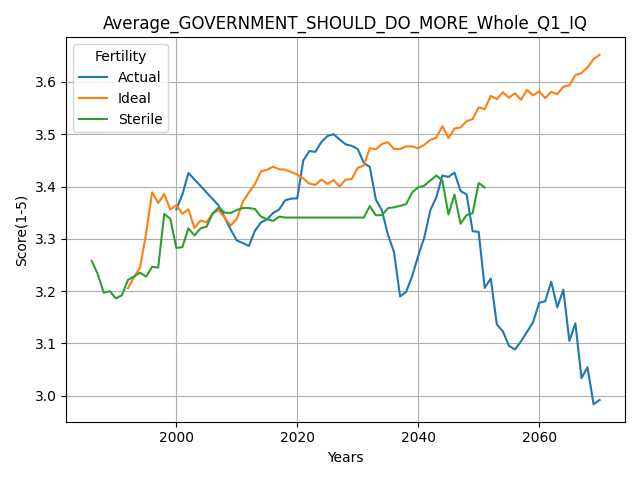 Average_GOVERNMENT_SHOULD_DO_MORE_Whole_Q1_IQ
Fertility
Actual
Ideal
Sterile
Score(1-5)
3.6
3.5
3.4
3.3
3.2
3.1
3.0
2000
2020
2040
2060
Years